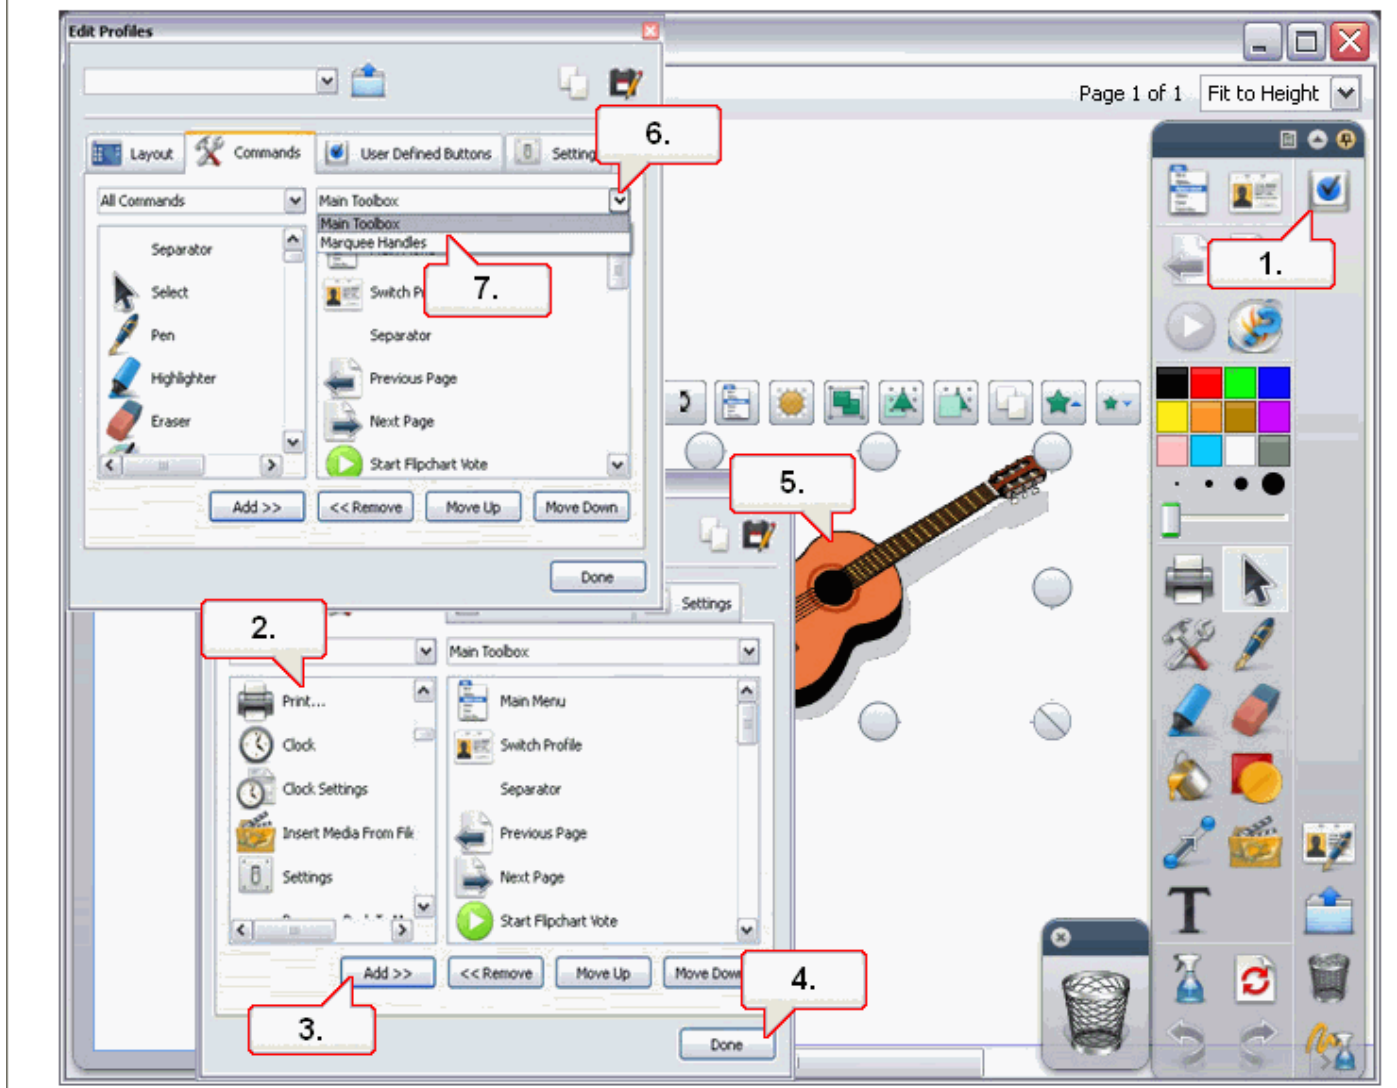 Edit Profiles
Page 1 of 1
Fit to Height
6.
Layout
Commands
User Defined Buttons
Setting
All Commands
Main Toolbox
Main Toolbox
Marquee Handles
1.
Separator
7.
Select
Switch P
Pen
Separator
Highlighter
Previous Page
Eraser
Next Page
Start Flipchart Vote
5.
Add >>
<< Remove
Move Up
Move Down
Done
Settings
2.
Main Toolbox
Print...
Main Menu
Clock
Switch Profile
Clock Settings
Separator
Insert Media From File
Previous Page
Settings
Next Page
Start Flipchart Vote
Add >>
<< Remove
Move Up
Move Down
4.
3.
Done
T